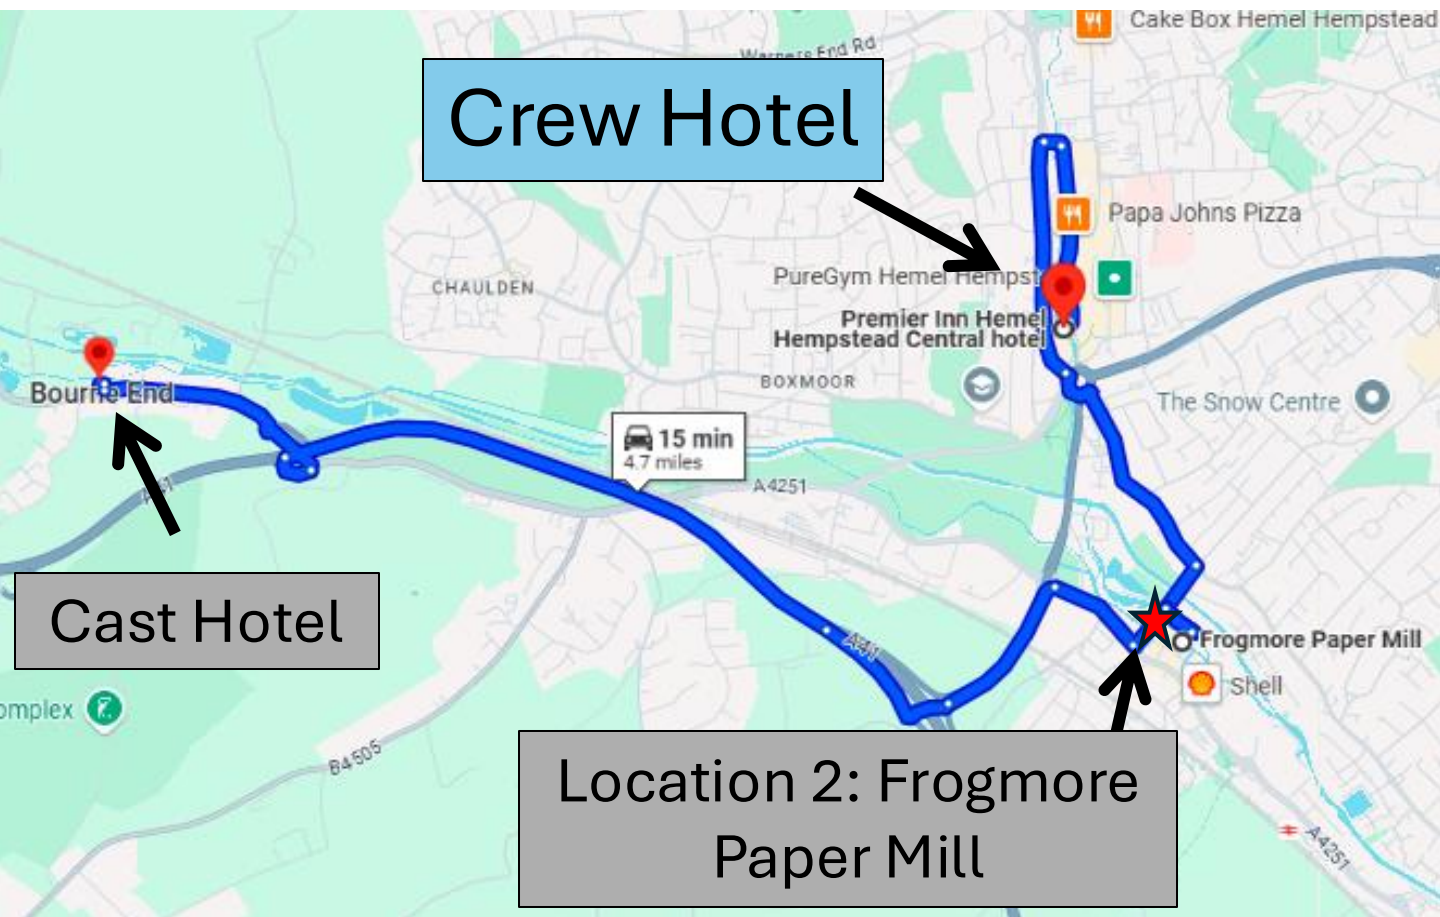 Cake Box Hemel Hempstead
Warners End Rd
Crew Hotel
Papa Johns Pizza
PureGym Hemel Hempst
CHAULDEN
Premier Inn Hemel
Hempstead Central hotel
BOXMOOR
Bourne End
The Snow Centre
15 min
4.7 miles
A4251
A41
Cast Hotel
A41
Frogmore Paper Mill
Shell
omplex
B4505
Location 2: Frogmore
Paper Mill
A4251